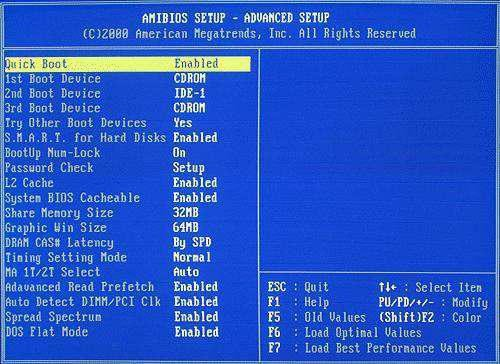 AMIBIOS SETUP - ADVANCED SETUP
(C)2000 American Megatrends, Inc. All Rights Reserved
Quick Boot Enabled
1st Boot Device CDROM
2nd Boot Device IDE-1
3rd Boot Device CDROM
Try Other Boot Devices Yes
S.M.A.R.T. for Hard Disks Enabled
BootUp Num-Lock On
Password Check Setup
L2 Cache Enabled
System BIOS Cacheable Enabled
Share Memory Size 32MB
Graphic Win Size 64MB
DRAM CAS# Latency By SPD
Timing Setting Mode Normal
MA 1T/2T Select Auto
Adavanced Read Prefetch Enabled
Auto Detect DIMM/PCI Clk Enabled
Spread Spectrum Enabled
DOS Flat Mode Enabled
ESC : Quit ↑↓← : Select Item
F1 : Help PU/PD/+/- : Modify
F5 : Old Values (Shift)F2 : Color
F6 : Load Optimal Values
F7 : Load Best Performance Values